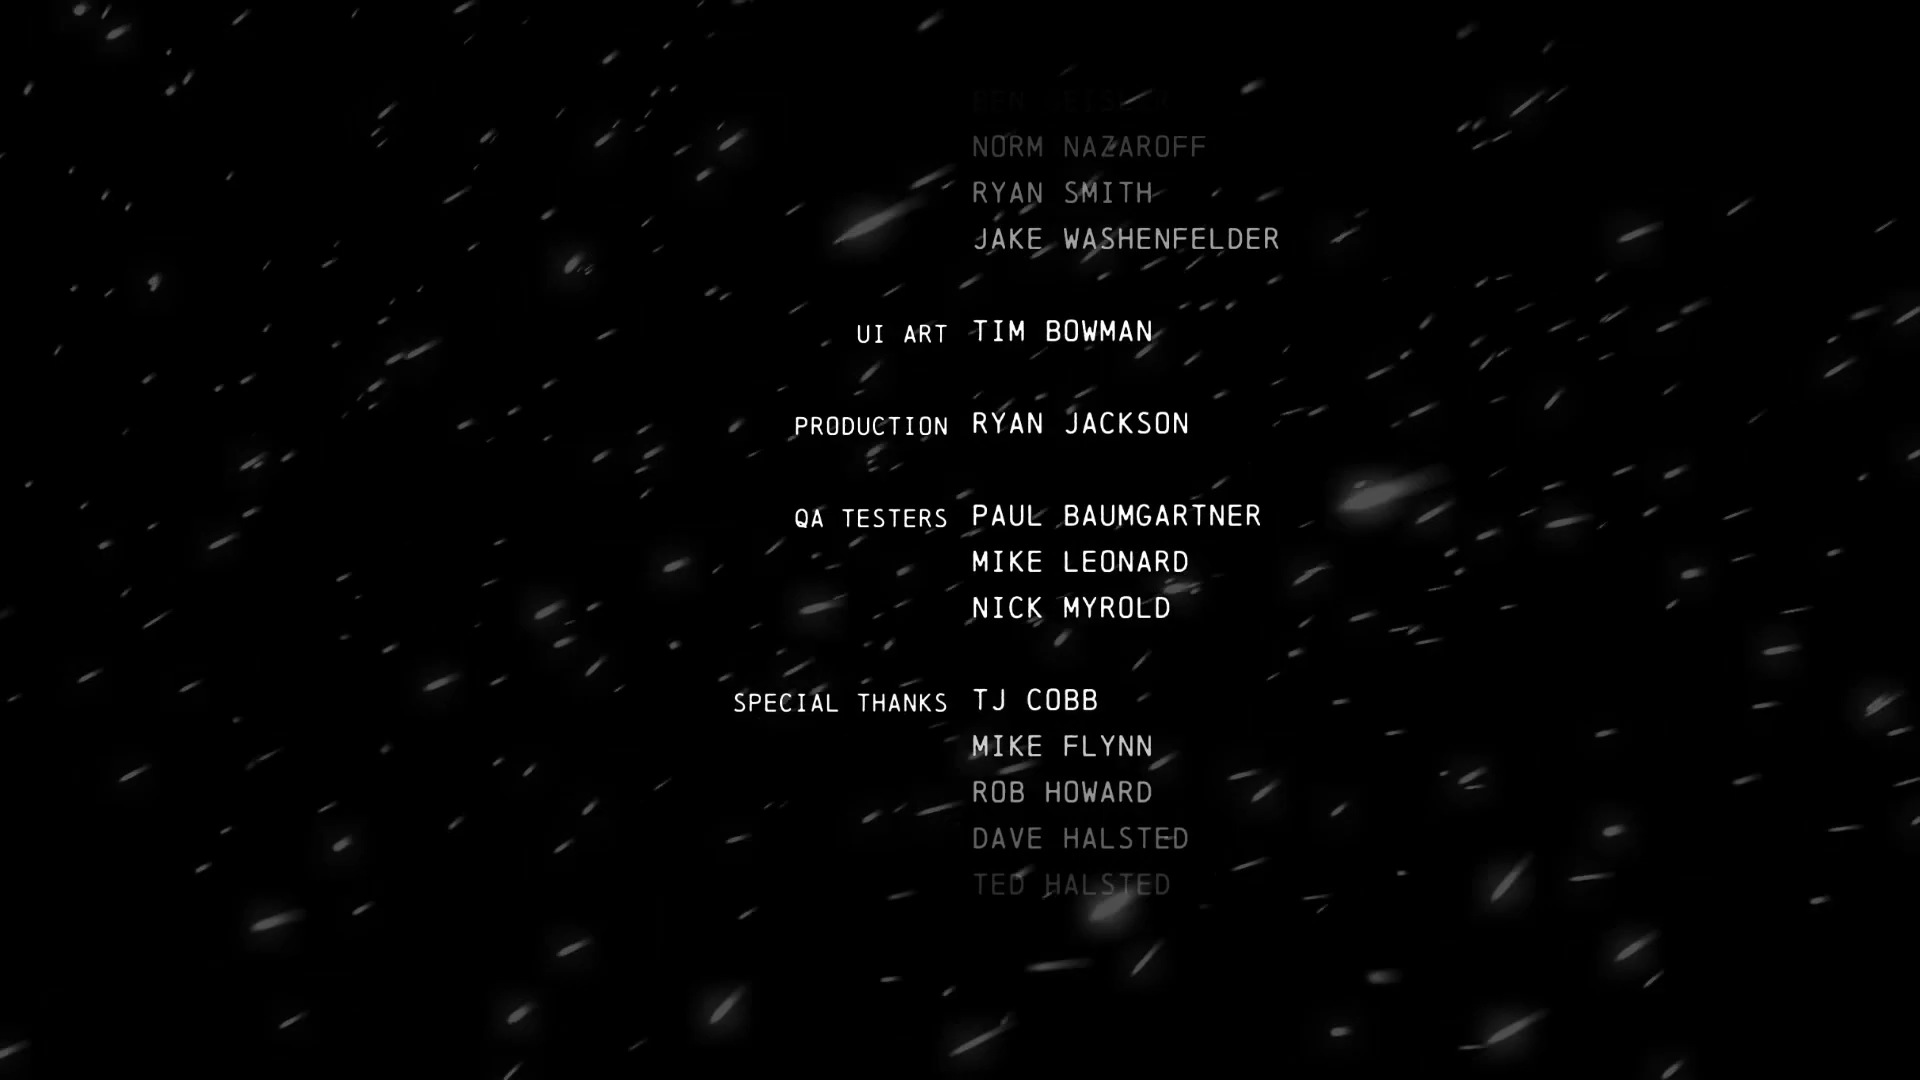 BEN
NORM NAZAROFF
RYAN SMITH
JAKE WASHENFELDER
UI ART TIM BOWMAN
PRODUCTION RYAN JACKSON
QA TESTERS PAUL BAUMGARTNER
MIKE LEONARD
NICK MYROLD
SPECIAL THANKS TJ COBB
MIKE FLYNN
ROB HOWARD
DAVE HALSTED
TED HALSTED